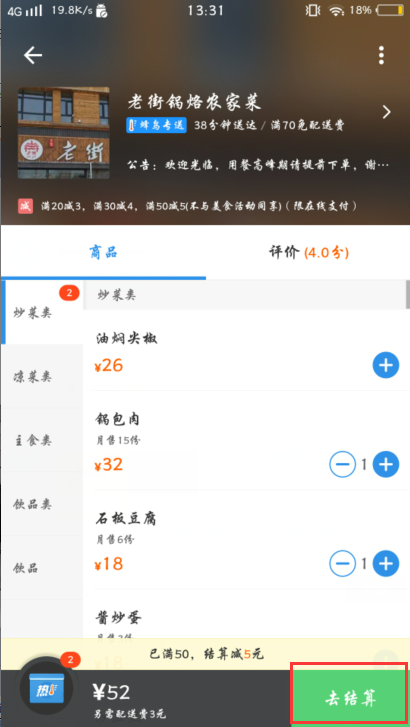 4G 19.8K/s 13:31 18%
老街锅烙农家菜
蜂鸟专送 38分钟送达 / 满70免配送费
公告：欢迎光临，用餐高峰期请提前下单，谢…
老街
减 满20减3，满30减4，满50减5(不与美食活动同享)（限在线支付）
商品 评价 (4.0分)
炒菜类 2
凉菜类
主食类
饮品类
饮品
炒菜类
油焖尖椒
¥26
锅包肉
月售15份
¥32 1
石板豆腐
月售6份
¥18 1
酱炒蛋
已满50，结算减5元
热 2
¥52
另需配送费3元
去结算